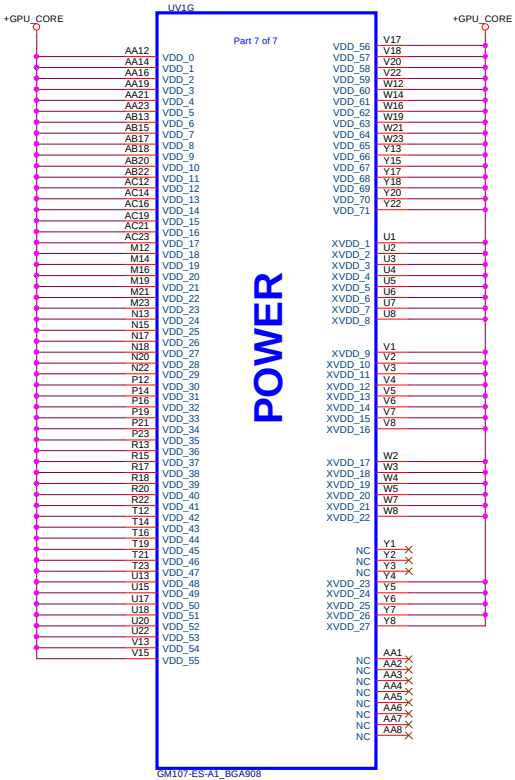 UV1G
+GPU_CORE
+GPU_CORE
Part 7 of 7
AA12 VDD_0
AA14 VDD_1
AA16 VDD_2
AA19 VDD_3
AA21 VDD_4
AA23 VDD_5
AB13 VDD_6
AB15 VDD_7
AB17 VDD_8
AB18 VDD_9
AB20 VDD_10
AB22 VDD_11
AC12 VDD_12
AC14 VDD_13
AC16 VDD_14
AC19 VDD_15
AC21 VDD_16
AC23 VDD_17
M12 VDD_18
M14 VDD_19
M16 VDD_20
M19 VDD_21
M21 VDD_22
M23 VDD_23
N13 VDD_24
N15 VDD_25
N17 VDD_26
N18 VDD_27
N20 VDD_28
N22 VDD_29
P12 VDD_30
P14 VDD_31
P16 VDD_32
P19 VDD_33
P21 VDD_34
P23 VDD_35
R13 VDD_36
R15 VDD_37
R17 VDD_38
R18 VDD_39
R20 VDD_40
R22 VDD_41
T12 VDD_42
T14 VDD_43
T16 VDD_44
T19 VDD_45
T21 VDD_46
T23 VDD_47
U13 VDD_48
U15 VDD_49
U17 VDD_50
U18 VDD_51
U20 VDD_52
U22 VDD_53
V13 VDD_54
V15 VDD_55
POWER
VDD_56 V17
VDD_57 V18
VDD_58 V20
VDD_59 V22
VDD_60 W12
VDD_61 W14
VDD_62 W16
VDD_63 W19
VDD_64 W21
VDD_65 W23
VDD_66 Y13
VDD_67 Y15
VDD_68 Y17
VDD_69 Y18
VDD_70 Y20
VDD_71 Y22
XVDD_1 U1
XVDD_2 U2
XVDD_3 U3
XVDD_4 U4
XVDD_5 U5
XVDD_6 U6
XVDD_7 U7
XVDD_8 U8
XVDD_9 V1
XVDD_10 V2
XVDD_11 V3
XVDD_12 V4
XVDD_13 V5
XVDD_14 V6
XVDD_15 V7
XVDD_16 V8
XVDD_17 W2
XVDD_18 W3
XVDD_19 W4
XVDD_20 W5
XVDD_21 W7
XVDD_22 W8
NC Y1
NC Y2
NC Y3
XVDD_23 Y4
XVDD_24 Y5
XVDD_25 Y6
XVDD_26 Y7
XVDD_27 Y8
NC AA1
NC AA2
NC AA3
NC AA4
NC AA5
NC AA6
NC AA7
NC AA8
GM107-ES-A1_BGA908